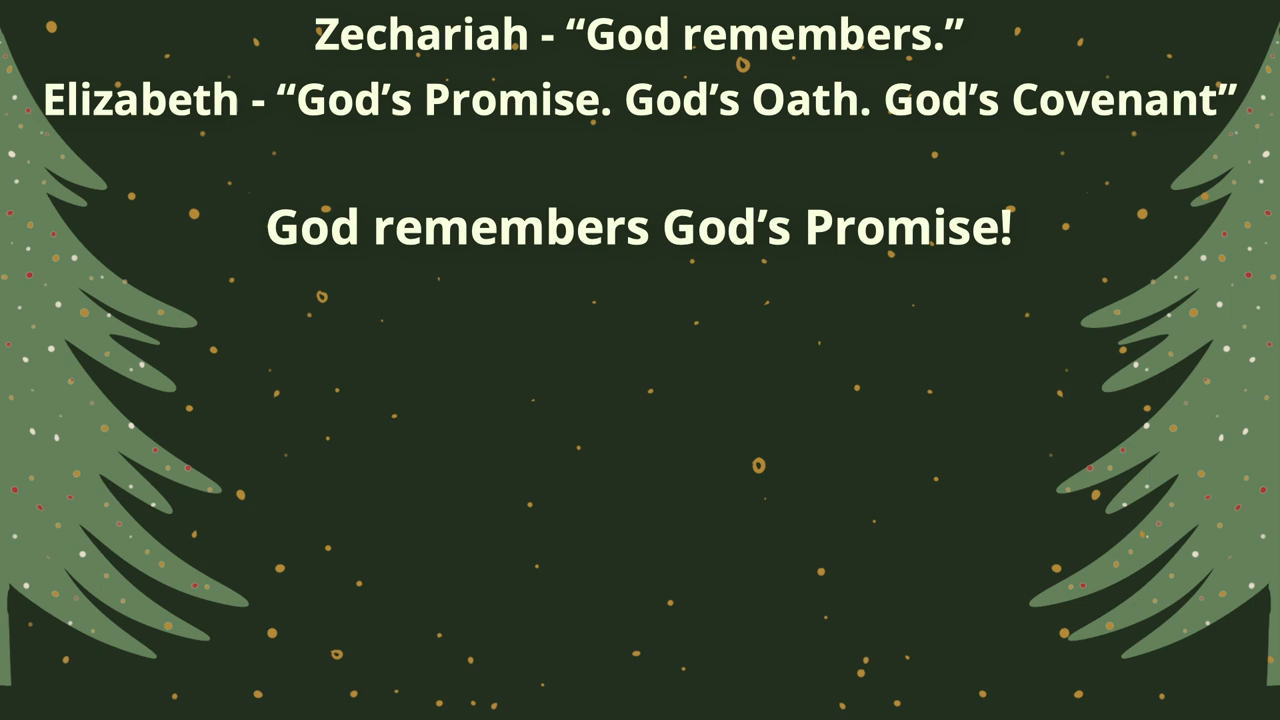 Zechariah - “God remembers.”
Elizabeth - “God’s Promise. God’s Oath. God’s Covenant”
God remembers God’s Promise!